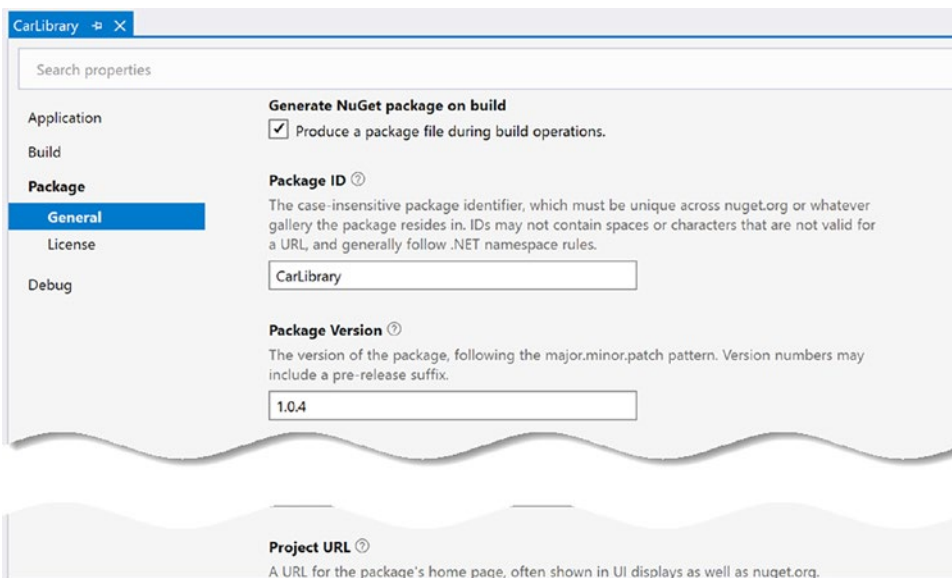 CarLibrary
Search properties
Application
Build
Package
General
License
Debug
Generate NuGet package on build
Produce a package file during build operations.
Package ID
The case-insensitive package identifier, which must be unique across nuget.org or whatever
gallery the package resides in. IDs may not contain spaces or characters that are not valid for
a URL, and generally follow .NET namespace rules.
CarLibrary
Package Version
The version of the package, following the major.minor.patch pattern. Version numbers may
include a pre-release suffix.
1.0.4
Project URL
A URL for the package's home page, often shown in UI displays as well as nuget.org.